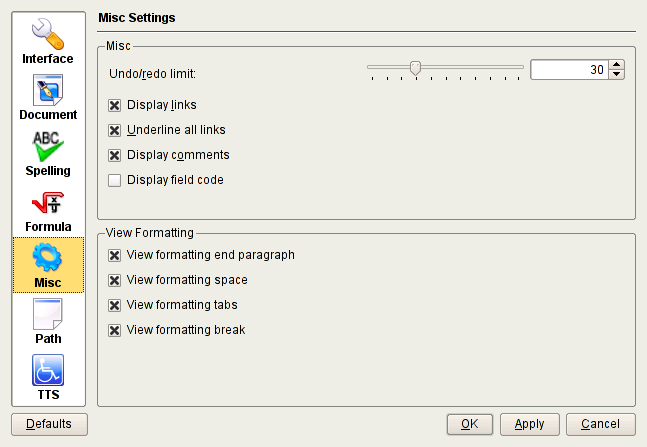 Misc Settings
Interface
Document
ABC
Spelling
Formula
Misc
Path
TTS
Misc
Undo/redo limit:
30
Display links
Underline all links
Display comments
Display field code
View Formatting
View formatting end paragraph
View formatting space
View formatting tabs
View formatting break
Defaults
OK
Apply
Cancel